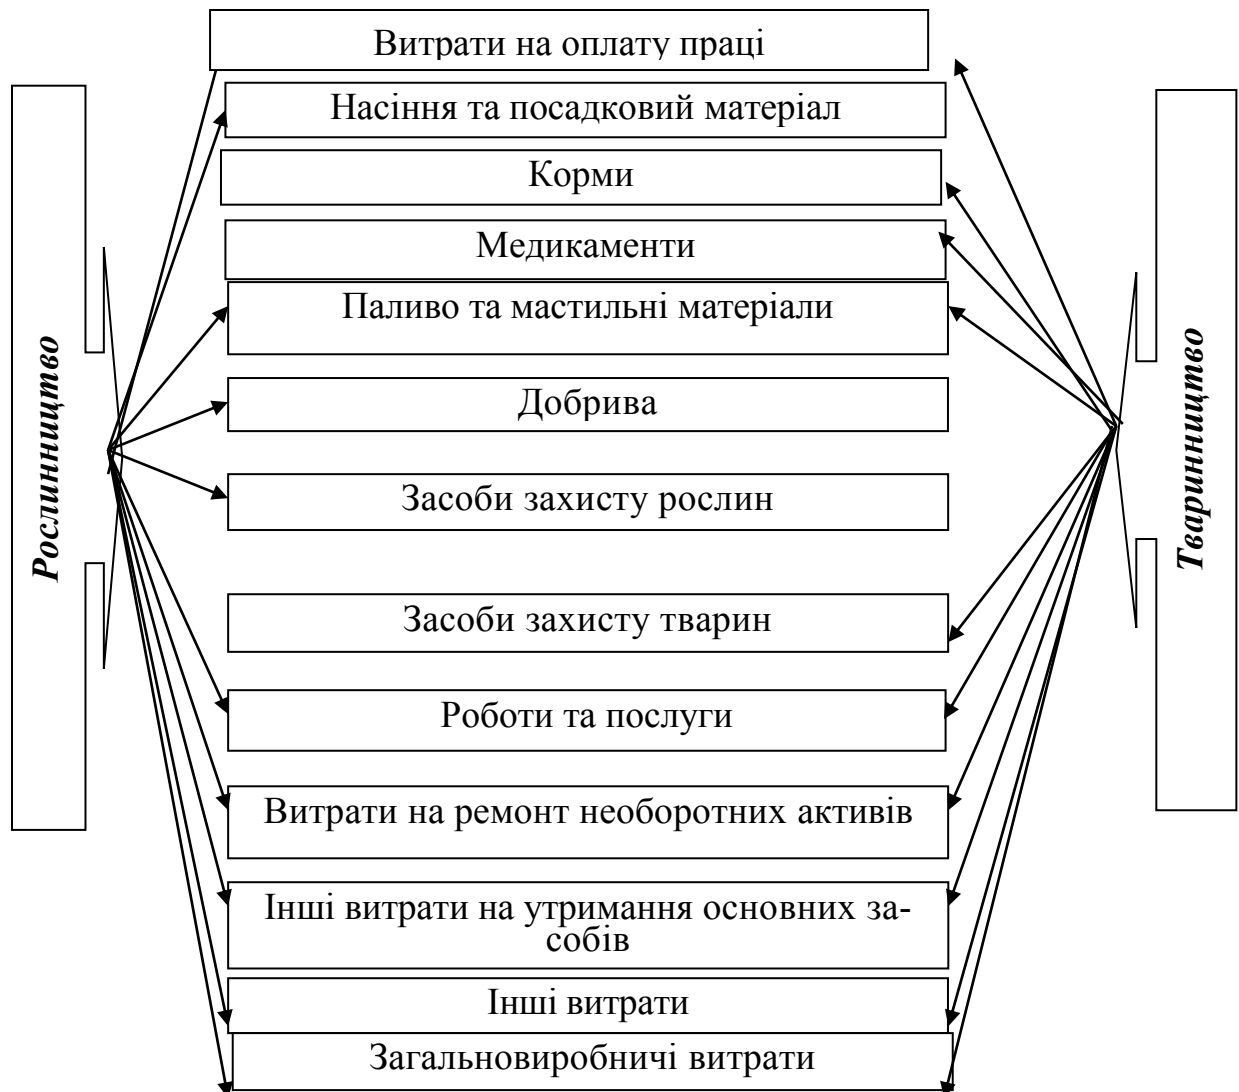 Витрати на оплату праці
Насіння та посадковий матеріал
Корми
Медикаменти
Паливо та мастильні матеріали
Добрива
Засоби захисту рослин
Засоби захисту тварин
Роботи та послуги
Витрати на ремонт необоротних активів
Інші витрати на утримання основних за-
собів
Інші витрати
Загальновиробничі витрати
Рослинництво
Тваринництво